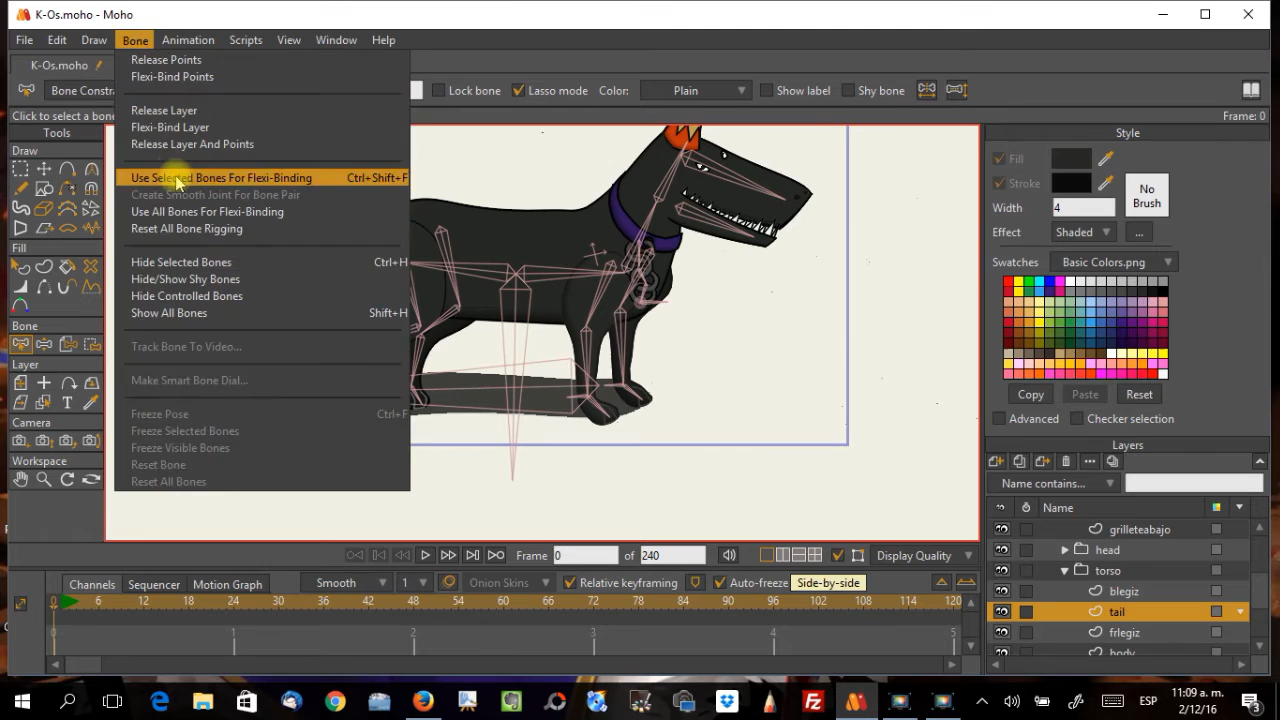 K-Os.moho - Moho
File Edit Draw Bone Animation Scripts View Window Help
K-Os.moho
Bone Constra Lock bone Lasso mode Color: Plain Show label Shy bone
Click to select a bone Frame: 0
Tools
Draw
Fill
Bone
Layer
Camera
Workspace
Release Points
Flexi-Bind Points
Release Layer
Flexi-Bind Layer
Release Layer And Points
Use Selected Bones For Flexi-Binding Ctrl+Shift+F
Create Smooth Joint For Bone Pair
Use All Bones For Flexi-Binding
Reset All Bone Rigging
Hide Selected Bones Ctrl+H
Hide/Show Shy Bones
Hide Controlled Bones
Show All Bones Shift+H
Track Bone To Video...
Make Smart Bone Dial...
Freeze Pose Ctrl+F
Freeze Selected Bones
Freeze Visible Bones
Reset Bone
Reset All Bones
Style
Fill
Stroke
No Brush
Width 4
Effect Shaded ...
Swatches Basic Colors.png
Copy Paste Reset
Advanced Checker selection
Layers
Name contains...
Name
grilleteabajo
head
torso
blegiz
tail
frlegiz
body
Frame 0 of 240 Display Quality
Channels Sequencer Motion Graph Smooth 1 Onion Skins Relative keyframing Auto-freeze Side-by-side
0 6 12 18 24 30 36 42 48 54 60 66 72 78 84 90 96 102 108 114 120
0 1 2 3 4 5
ESP
11:09 a. m.
2/12/16
3